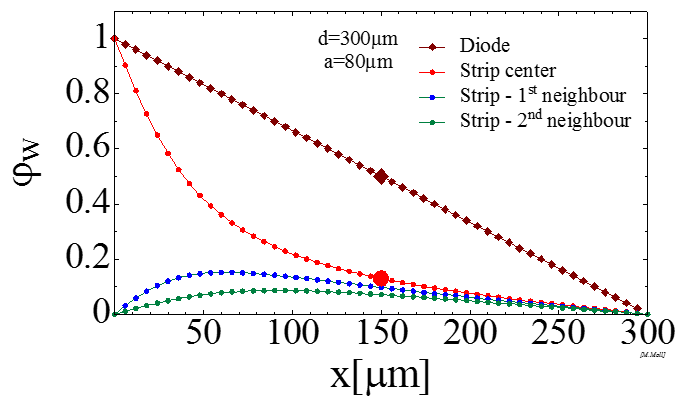 d=300μm
a=80μm
Diode
Strip center
Strip - 1st neighbour
Strip - 2nd neighbour
1
0.8
0.6
0.4
0.2
0
φw
50 100 150 200 250 300
x[μm]
[M.Moll]